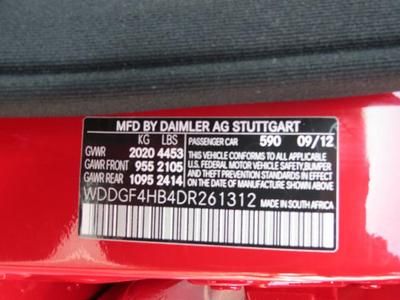 MFD BY DAIMLER AG STUTTGART
KG LBS PASSENGER CAR 590 09/12
GVWR 2020 4453
GAWR FRONT 955 2105
GAWR REAR 1095 2414
THIS VEHICLE CONFORMS TO ALL APPLICABLE
U.S. FEDERAL MOTOR VEHICLE SAFETY, BUMPER,
AND THEFT PREVENTION STANDARDS IN EFFECT
ON THE DATE OF MANUFACTURE SHOWN ABOVE.
WDDGF4HB4DR261312 MADE IN SOUTH AFRICA